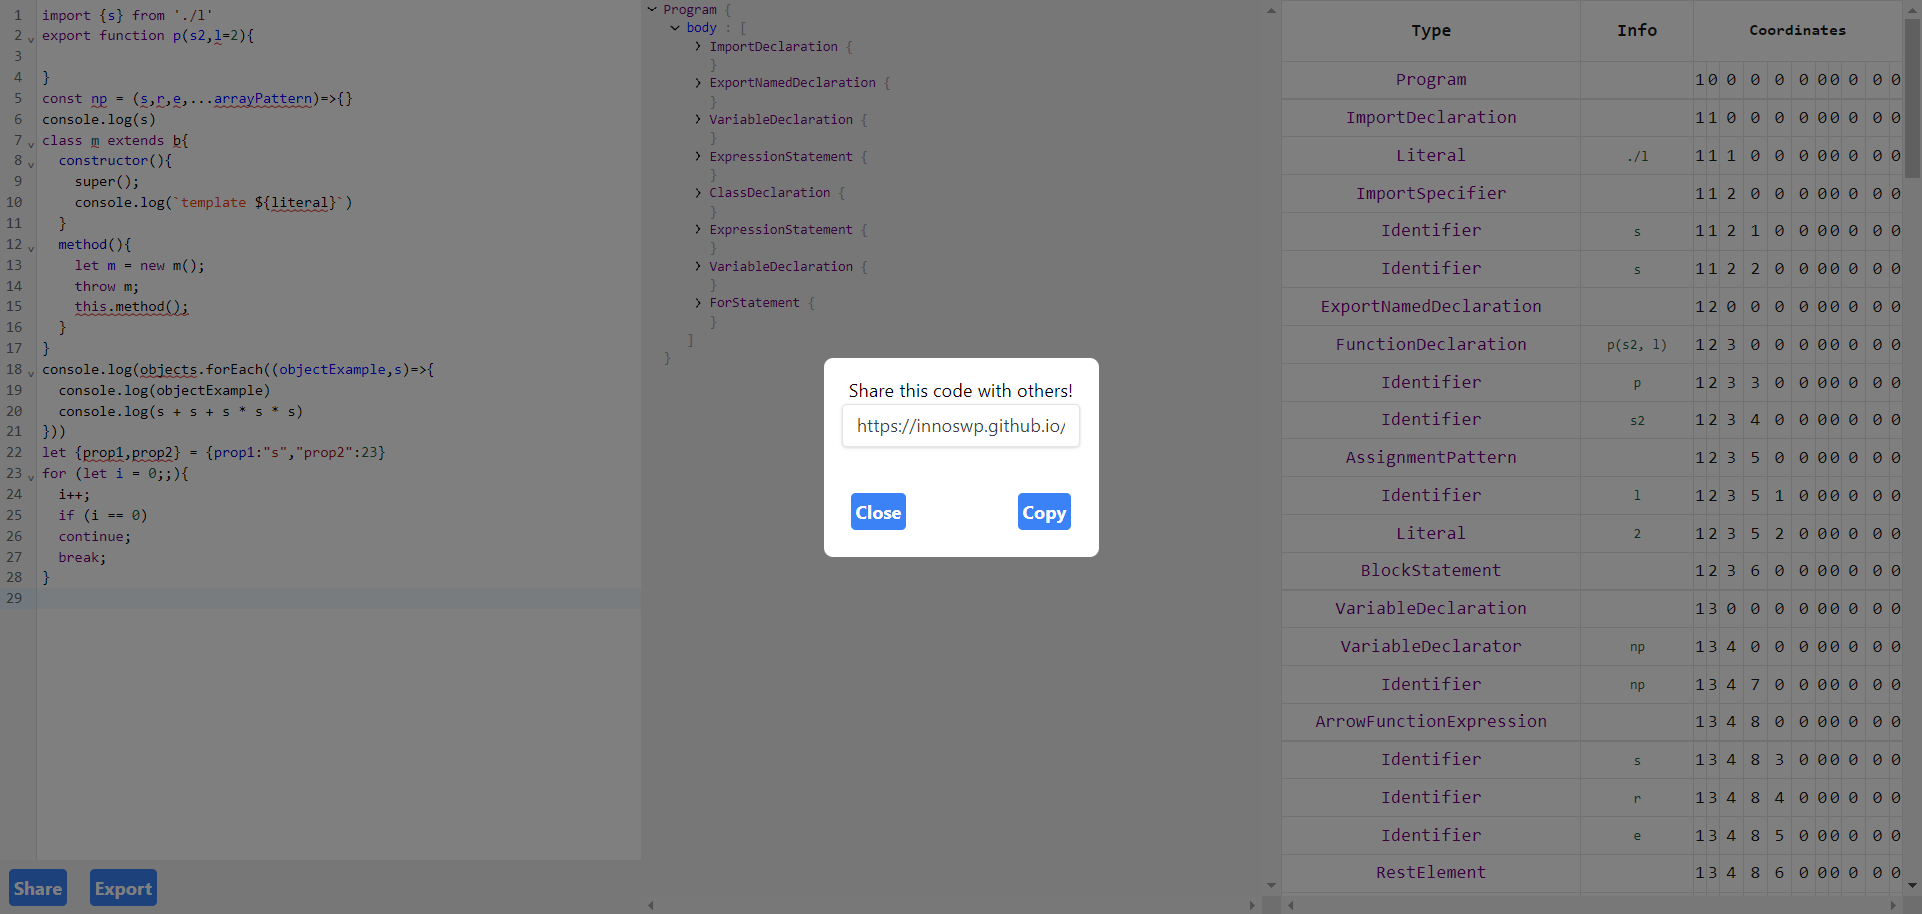 1 import {s} from './l'
2 export function p(s2,l=2){
3
4 }
5 const np = (s,r,e,...arrayPattern)=>{}
6 console.log(s)
7 class m extends b{
8 constructor(){
9 super();
10 console.log(`template ${literal}`)
11 }
12 method(){
13 let m = new m();
14 throw m;
15 this.method();
16 }
17 }
18 console.log(objects.forEach((objectExample,s)=>{
19 console.log(objectExample)
20 console.log(s + s + s * s * s)
21 }))
22 let {prop1,prop2} = {prop1:"s","prop2":23}
23 for (let i = 0;;){
24 i++;
25 if (i == 0)
26 continue;
27 break;
28 }
29
Share Export
Program {
body : [
ImportDeclaration {
}
ExportNamedDeclaration {
}
VariableDeclaration {
}
ExpressionStatement {
}
ClassDeclaration {
}
ExpressionStatement {
}
VariableDeclaration {
}
ForStatement {
}
]
}
Share this code with others!
https://innoswp.github.io/
Close Copy
Type Info Coordinates
Program 1 0 0 0 0 0 0 0 0 0 0
ImportDeclaration 1 1 0 0 0 0 0 0 0 0 0
Literal ./l 1 1 1 0 0 0 0 0 0 0 0
ImportSpecifier 1 1 2 0 0 0 0 0 0 0 0
Identifier s 1 1 2 1 0 0 0 0 0 0 0
Identifier s 1 1 2 2 0 0 0 0 0 0 0
ExportNamedDeclaration 1 2 0 0 0 0 0 0 0 0 0
FunctionDeclaration p(s2, l) 1 2 3 0 0 0 0 0 0 0 0
Identifier p 1 2 3 3 0 0 0 0 0 0 0
Identifier s2 1 2 3 4 0 0 0 0 0 0 0
AssignmentPattern 1 2 3 5 0 0 0 0 0 0 0
Identifier l 1 2 3 5 1 0 0 0 0 0 0
Literal 2 1 2 3 5 2 0 0 0 0 0 0
BlockStatement 1 2 3 6 0 0 0 0 0 0 0
VariableDeclaration 1 3 0 0 0 0 0 0 0 0 0
VariableDeclarator np 1 3 4 0 0 0 0 0 0 0 0
Identifier np 1 3 4 7 0 0 0 0 0 0 0
ArrowFunctionExpression 1 3 4 8 0 0 0 0 0 0 0
Identifier s 1 3 4 8 3 0 0 0 0 0 0
Identifier r 1 3 4 8 4 0 0 0 0 0 0
Identifier e 1 3 4 8 5 0 0 0 0 0 0
RestElement 1 3 4 8 6 0 0 0 0 0 0